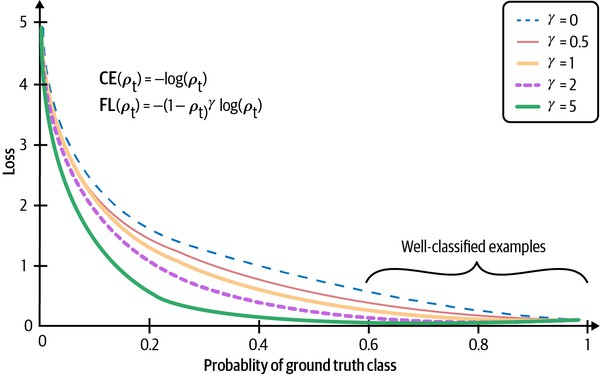 5
4
3
2
1
0
Loss
CE(ρt) = –log(ρt)
FL(ρt) = –(1– ρt)γ log(ρt)
γ = 0
γ = 0.5
γ = 1
γ = 2
γ = 5
Well-classified examples
0
0.2
0.4
0.6
0.8
1
Probablity of ground truth class